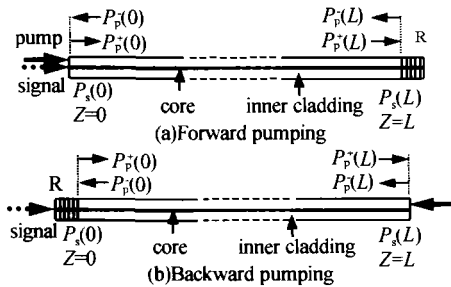 P_p^-(0) P_p^-(L)
pump P_p^+(0) P_p^+(L) R
signal
P_s(0) P_s(L)
Z=0 core inner cladding Z=L
(a)Forward pumping
R P_p^+(0) P_p^+(L)
P_p^-(0) P_p^-(L)
signal
P_s(0) P_s(L)
Z=0 core inner cladding Z=L
(b)Backward pumping